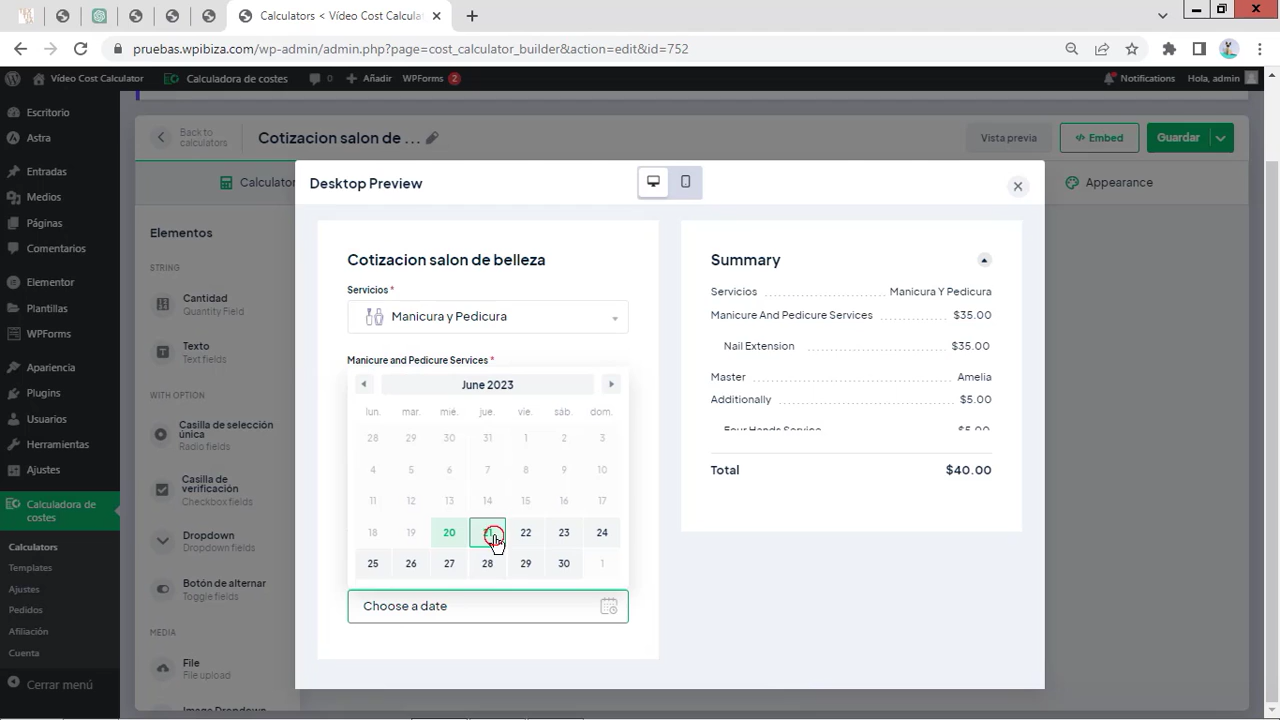 Calculators < Vídeo Cost Calcula
pruebas.wpibiza.com/wp-admin/admin.php?page=cost_calculator_builder&action=edit&id=752
Vídeo Cost Calculator
Calculadora de costes
0
Añadir
WPForms 2
Notifications
Hola, admin
Escritorio
Astra
Entradas
Medios
Páginas
Comentarios
Elementor
Plantillas
WPForms
Apariencia
Plugins
Usuarios
Herramientas
Ajustes
Calculadora de
costes
Calculators
Templates
Ajustes
Pedidos
Afiliación
Cuenta
Cerrar menú
Back to
calculators
Cotizacion salon de ...
Vista previa
</> Embed
Guardar
Calculator
Appearance
Elementos
STRING
Cantidad
Quantity Field
Texto
Text fields
WITH OPTION
Casilla de selección
única
Radio fields
Casilla de
verificación
Checkbox fields
Dropdown
Dropdown fields
Botón de alternar
Toggle fields
MEDIA
File
File upload
Image Dropdown
Desktop Preview
Cotizacion salon de belleza
Servicios *
Manicura y Pedicura
Manicure and Pedicure Services *
June 2023
lun. mar. mié. jue. vie. sáb. dom.
28 29 30 31 1 2 3
4 5 6 7 8 9 10
11 12 13 14 15 16 17
18 19 20 21 22 23 24
25 26 27 28 29 30 1
Choose a date
Summary
Servicios Manicura Y Pedicura
Manicure And Pedicure Services $35.00
Nail Extension $35.00
Master Amelia
Additionally $5.00
Four Hands Service $5.00
Total $40.00